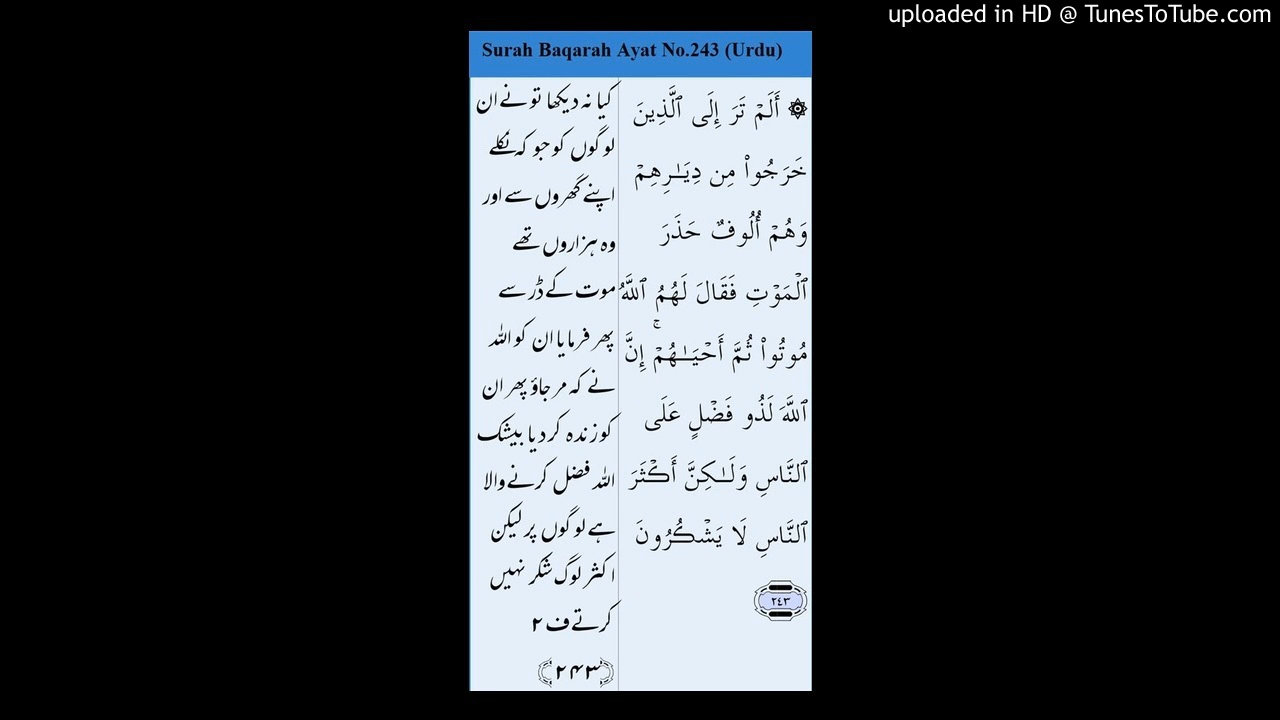 uploaded in HD @ TunesToTube.com
Surah Baqarah Ayat No.243 (Urdu)
۞ أَلَمْ تَرَ إِلَى ٱلَّذِينَ
خَرَجُوا۟ مِن دِيَـٰرِهِمْ
وَهُمْ أُلُوفٌ حَذَرَ
ٱلْمَوْتِ فَقَالَ لَهُمُ ٱللَّهُ
مُوتُوا۟ ثُمَّ أَحْيَـٰهُمْ ۚ إِنَّ
ٱللَّهَ لَذُو فَضْلٍ عَلَى
ٱلنَّاسِ وَلَـٰكِنَّ أَكْثَرَ
ٱلنَّاسِ لَا يَشْكُرُونَ
٢٤٣
کیا نہ دیکھا تو نے ان
لوگوں کو جو کہ نکلے
اپنے گھروں سے اور
وہ ہزاروں تھے
موت کے ڈر سے
پھر فرمایا ان کو اللہ
نے کہ مر جاؤ پھر ان
کو زندہ کر دیا بیشک
اللہ فضل کرنے والا
ہے لوگوں پر لیکن
اکثر لوگ شکر نہیں
کرتے ف ۲
۲۴۳